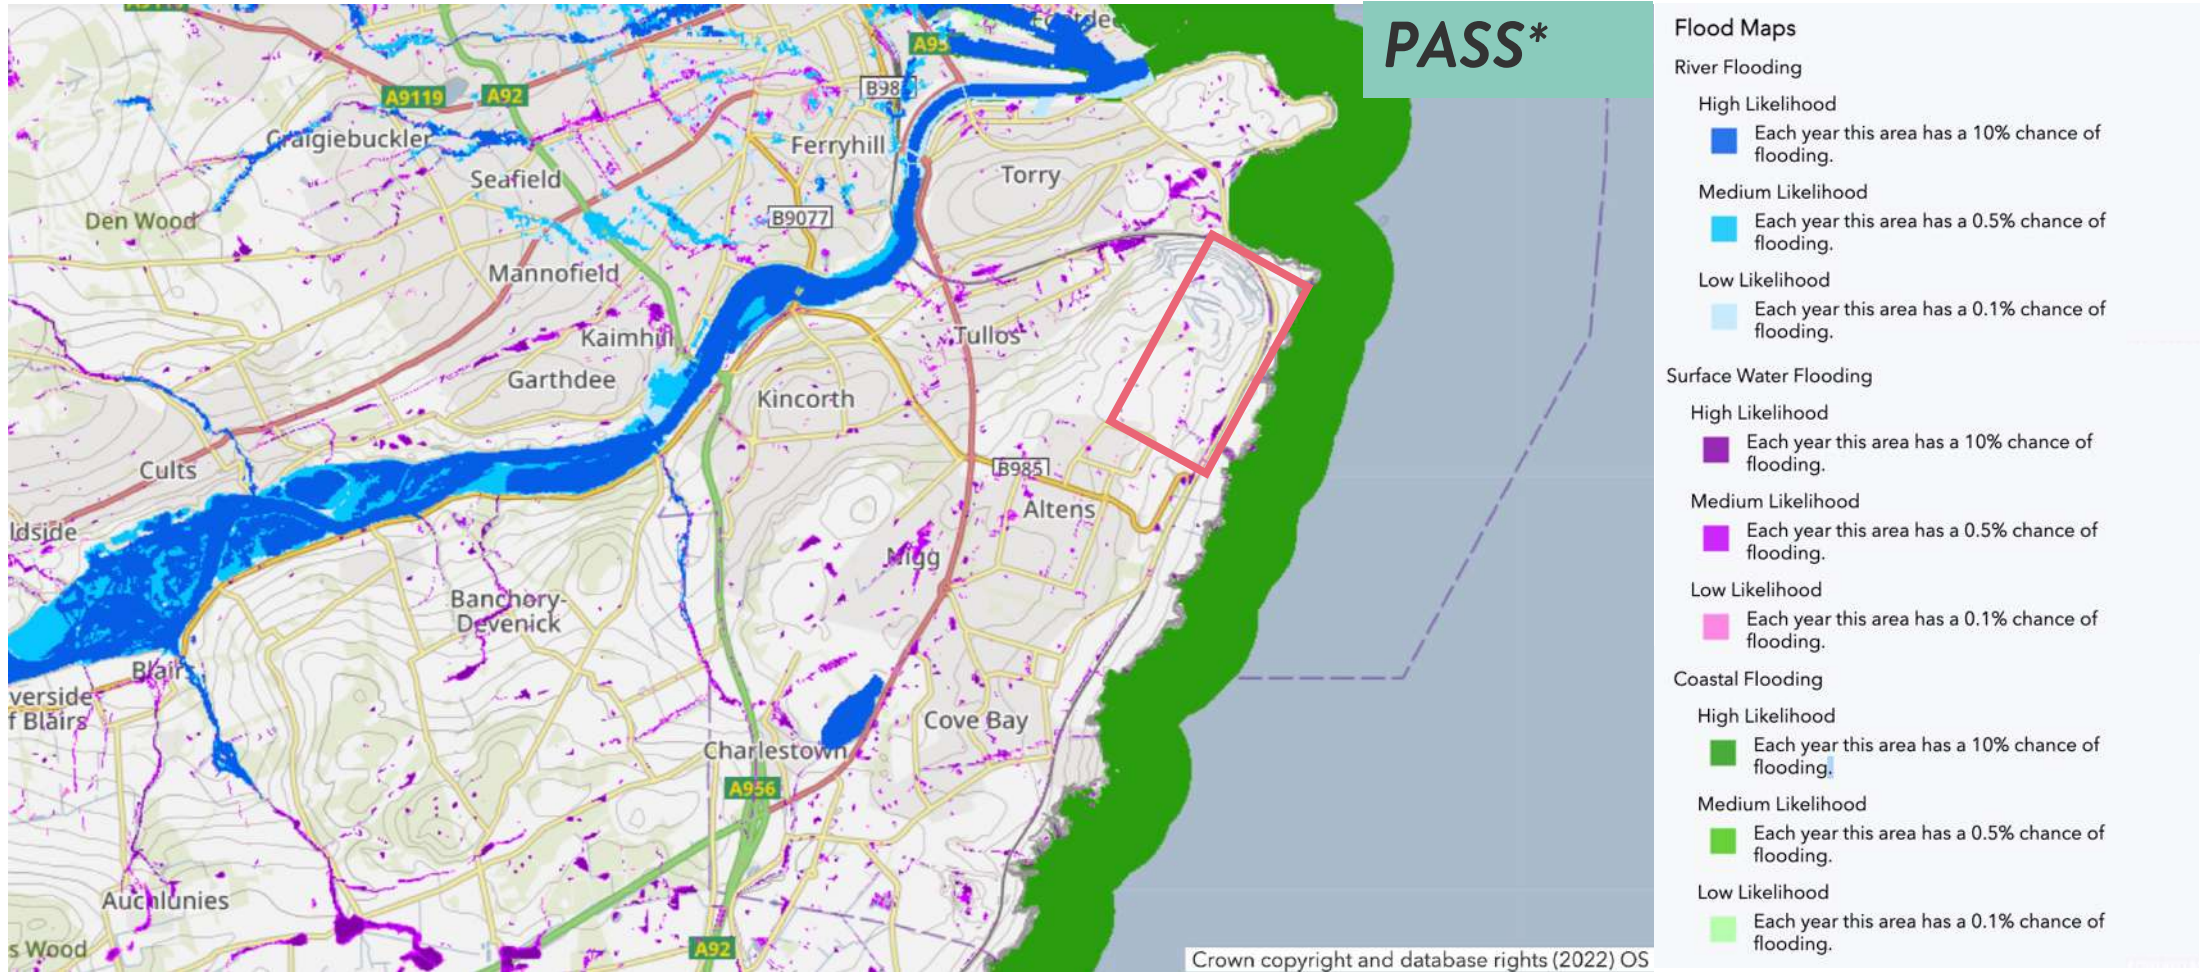 A93
PASS*
A9119
A92
B98
Craigiebuckler
Ferryhill
Seafield
Torry
Den Wood
B9077
Mannofield
Kaimhill
Tullos
Garthdee
Kincorth
Cults
B985
Altens
ldside
Nigg
Banchory-
Devenick
Blair
verside
f Blairs
Cove Bay
Charlestown
A956
Auchlunies
s Wood
A92
Crown copyright and database rights (2022) OS
Flood Maps
River Flooding
High Likelihood
Each year this area has a 10% chance of
flooding.
Medium Likelihood
Each year this area has a 0.5% chance of
flooding.
Low Likelihood
Each year this area has a 0.1% chance of
flooding.
Surface Water Flooding
High Likelihood
Each year this area has a 10% chance of
flooding.
Medium Likelihood
Each year this area has a 0.5% chance of
flooding.
Low Likelihood
Each year this area has a 0.1% chance of
flooding.
Coastal Flooding
High Likelihood
Each year this area has a 10% chance of
flooding.
Medium Likelihood
Each year this area has a 0.5% chance of
flooding.
Low Likelihood
Each year this area has a 0.1% chance of
flooding.